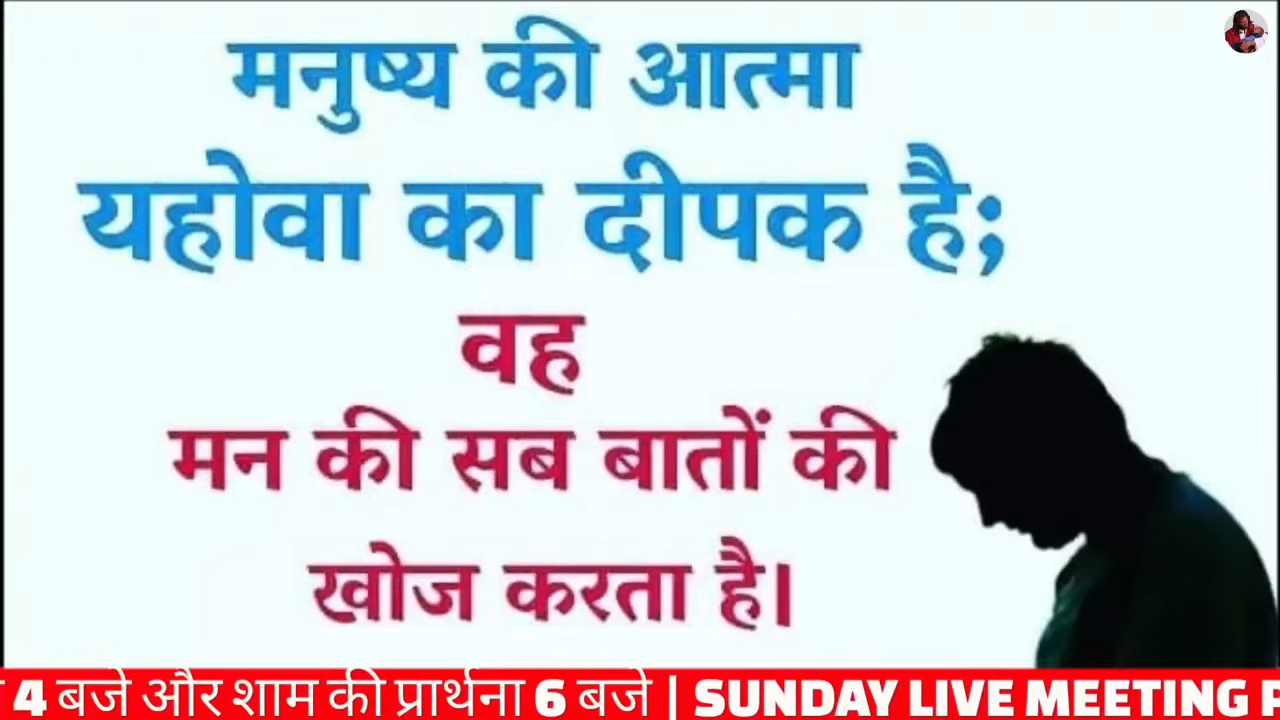 मनुष्य की आत्मा
यहोवा का दीपक है;
वह
मन की सब बातों की
खोज करता है।
4 बजे और शाम की प्रार्थना 6 बजे | SUNDAY LIVE MEETING